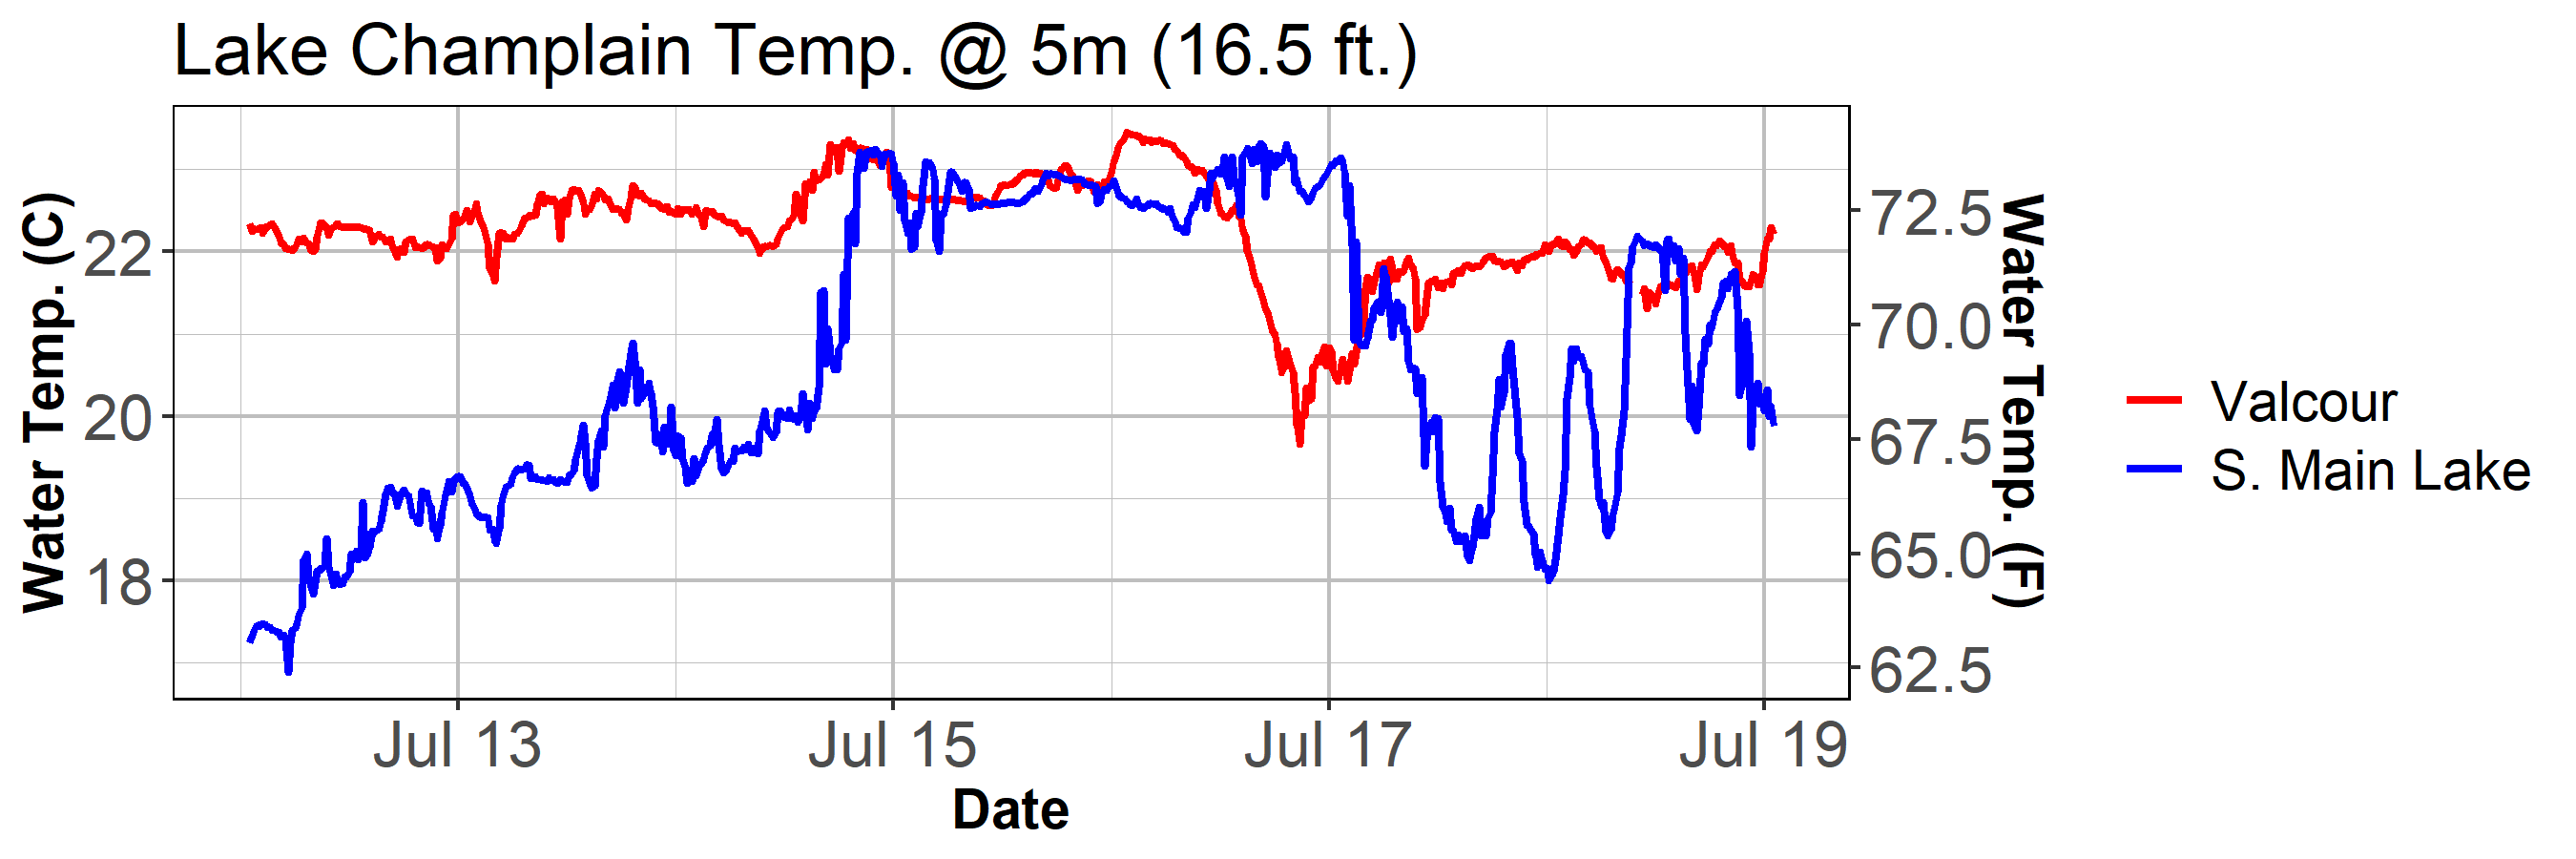 Lake Champlain Temp. @ 5m (16.5 ft.)
Water Temp. (C)
22
20
18
72.5
70.0
67.5
65.0
62.5
Water Temp. (F)
Jul 13 Jul 15 Jul 17 Jul 19
Date
Valcour
S. Main Lake